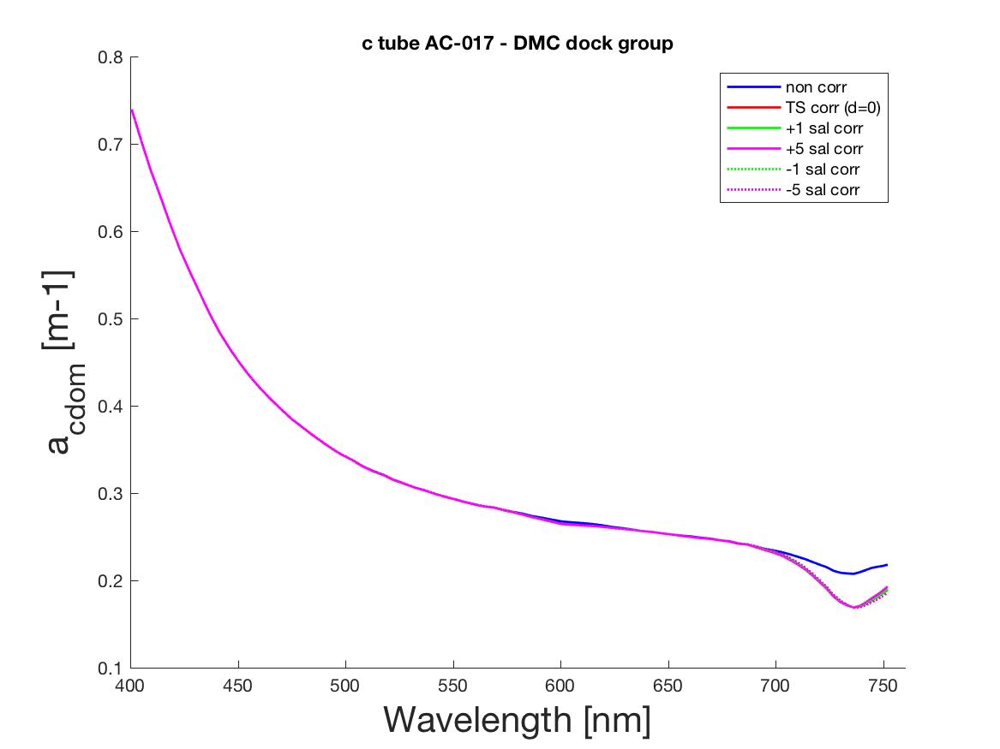 c tube AC-017 - DMC dock group
0.8
0.7
0.6
0.5
0.4
0.3
0.2
0.1
a_cdom [m-1]
non corr
TS corr (d=0)
+1 sal corr
+5 sal corr
-1 sal corr
-5 sal corr
400 450 500 550 600 650 700 750
Wavelength [nm]